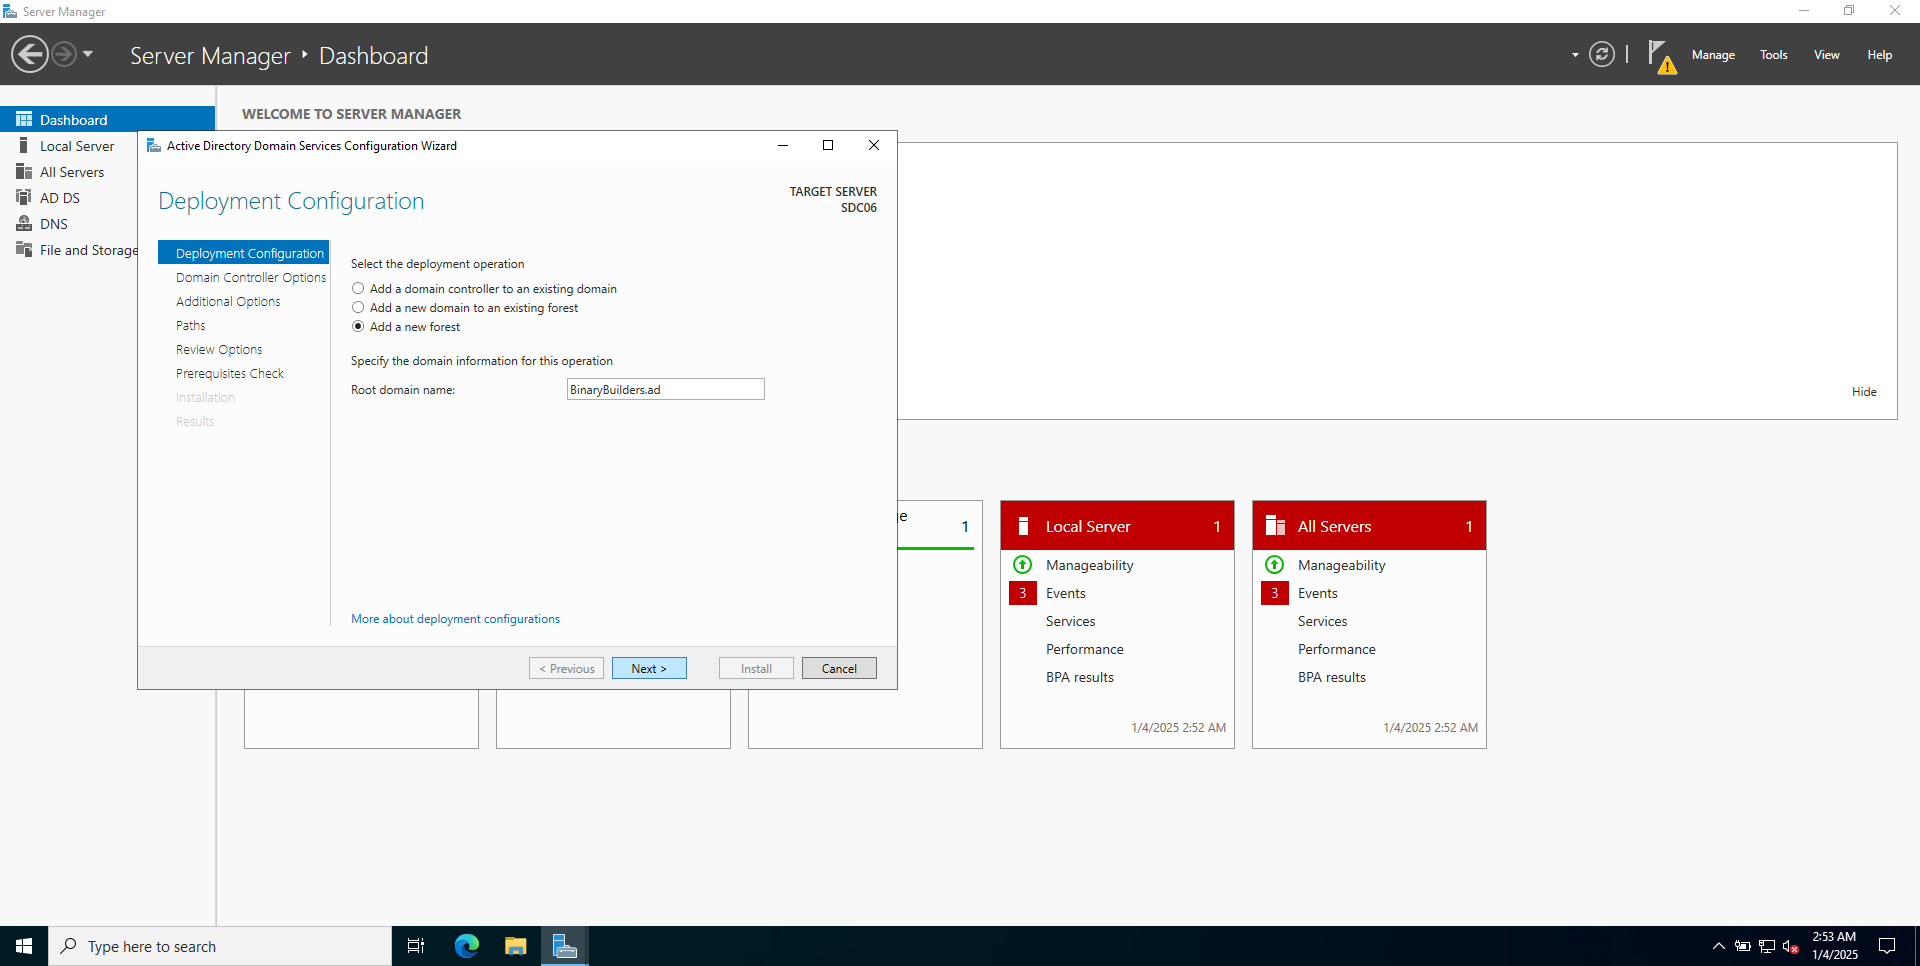 Server Manager
Server Manager ‣ Dashboard
Manage
Tools
View
Help
Dashboard
Local Server
All Servers
AD DS
DNS
File and Storage
WELCOME TO SERVER MANAGER
Hide
Active Directory Domain Services Configuration Wizard
Deployment Configuration
TARGET SERVER
SDC06
Deployment Configuration
Domain Controller Options
Additional Options
Paths
Review Options
Prerequisites Check
Installation
Results
Select the deployment operation
Add a domain controller to an existing domain
Add a new domain to an existing forest
Add a new forest
Specify the domain information for this operation
Root domain name:
BinaryBuilders.ad
More about deployment configurations
< Previous
Next >
Install
Cancel
ge
1
Local Server 1
Manageability
3 Events
Services
Performance
BPA results
1/4/2025 2:52 AM
All Servers 1
Manageability
3 Events
Services
Performance
BPA results
1/4/2025 2:52 AM
Type here to search
2:53 AM
1/4/2025